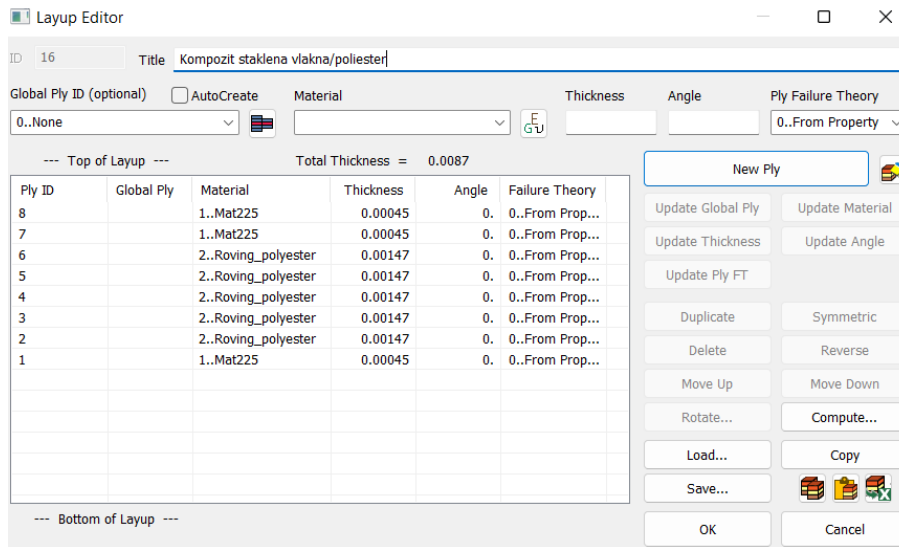 Layup Editor
ID 16 Title Kompozit staklena vlakna/poliester
Global Ply ID (optional) AutoCreate Material Thickness Angle Ply Failure Theory
0..None 0..From Property
--- Top of Layup --- Total Thickness = 0.0087
New Ply
Ply ID Global Ply Material Thickness Angle Failure Theory
8 1..Mat225 0.00045 0. 0..From Prop...
7 1..Mat225 0.00045 0. 0..From Prop...
6 2..Roving_polyester 0.00147 0. 0..From Prop...
5 2..Roving_polyester 0.00147 0. 0..From Prop...
4 2..Roving_polyester 0.00147 0. 0..From Prop...
3 2..Roving_polyester 0.00147 0. 0..From Prop...
2 2..Roving_polyester 0.00147 0. 0..From Prop...
1 1..Mat225 0.00045 0. 0..From Prop...
Update Global Ply Update Material
Update Thickness Update Angle
Update Ply FT
Duplicate Symmetric
Delete Reverse
Move Up Move Down
Rotate... Compute...
Load... Copy
Save...
--- Bottom of Layup ---
OK Cancel